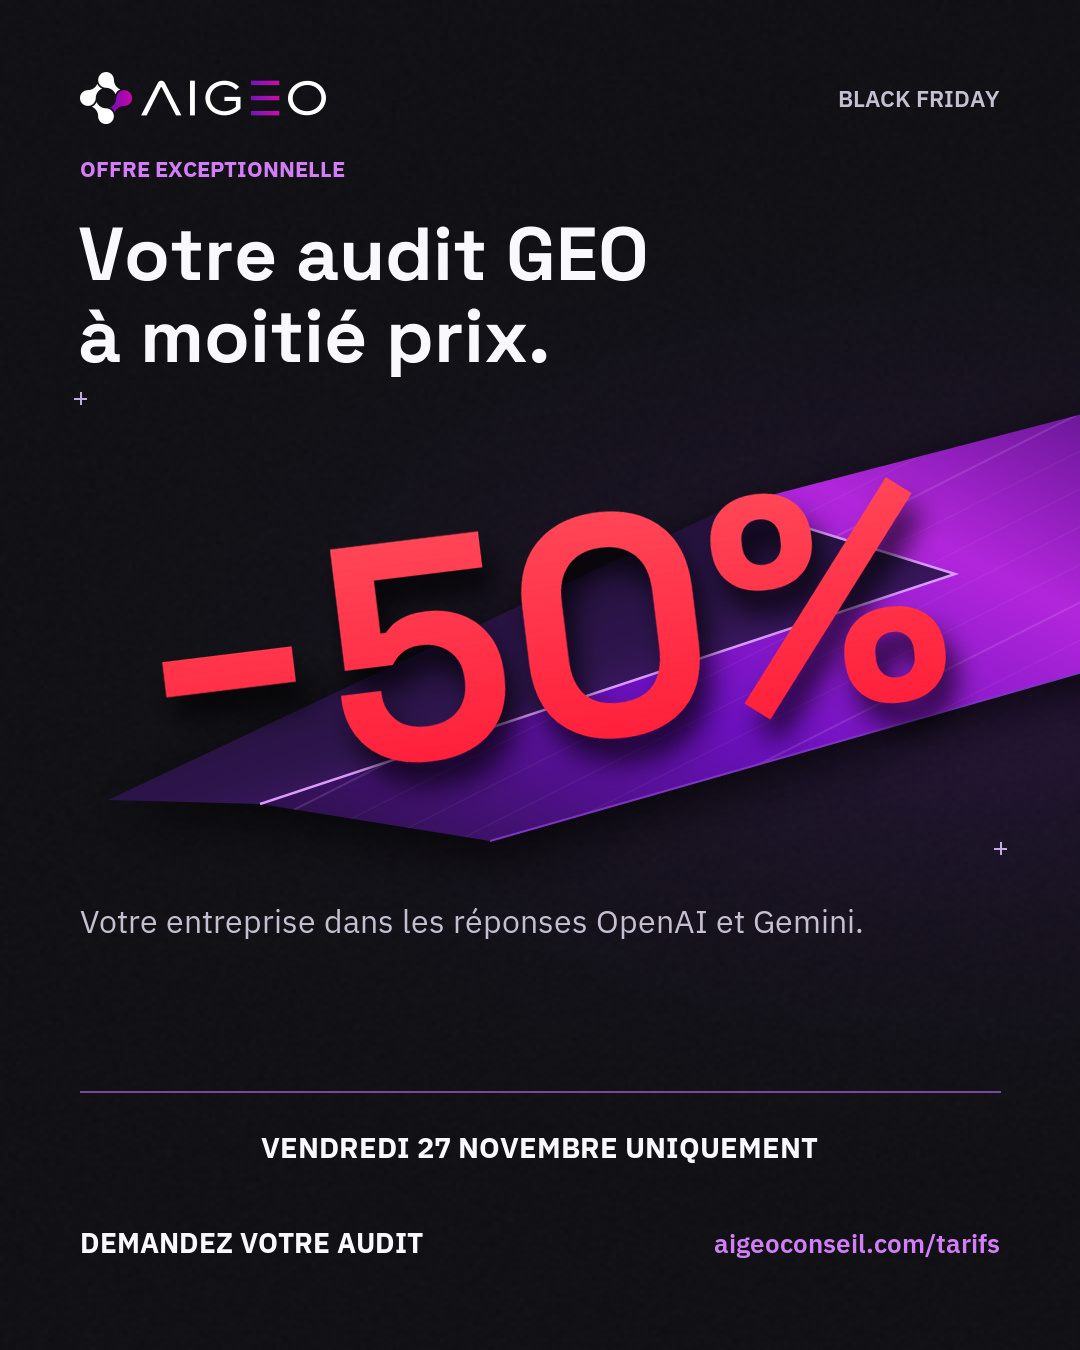 AIGEO
BLACK FRIDAY
OFFRE EXCEPTIONNELLE
Votre audit GEO
à moitié prix.
-50%
Votre entreprise dans les réponses OpenAI et Gemini.
VENDREDI 27 NOVEMBRE UNIQUEMENT
DEMANDEZ VOTRE AUDIT
aigeoconseil.com/tarifs